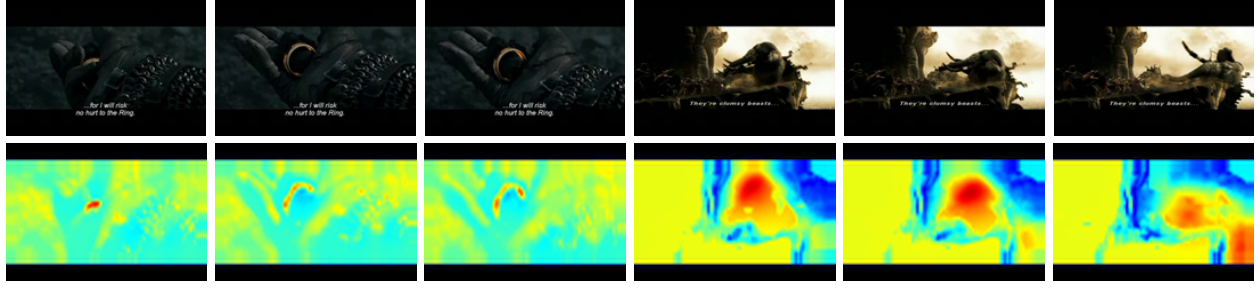 ...for I will risk
no hurt to the Ring.
...for I will risk
no hurt to the Ring.
...for I will risk
no hurt to the Ring.
They're clumsy beasts...
They're clumsy beasts...
They're clumsy beasts...